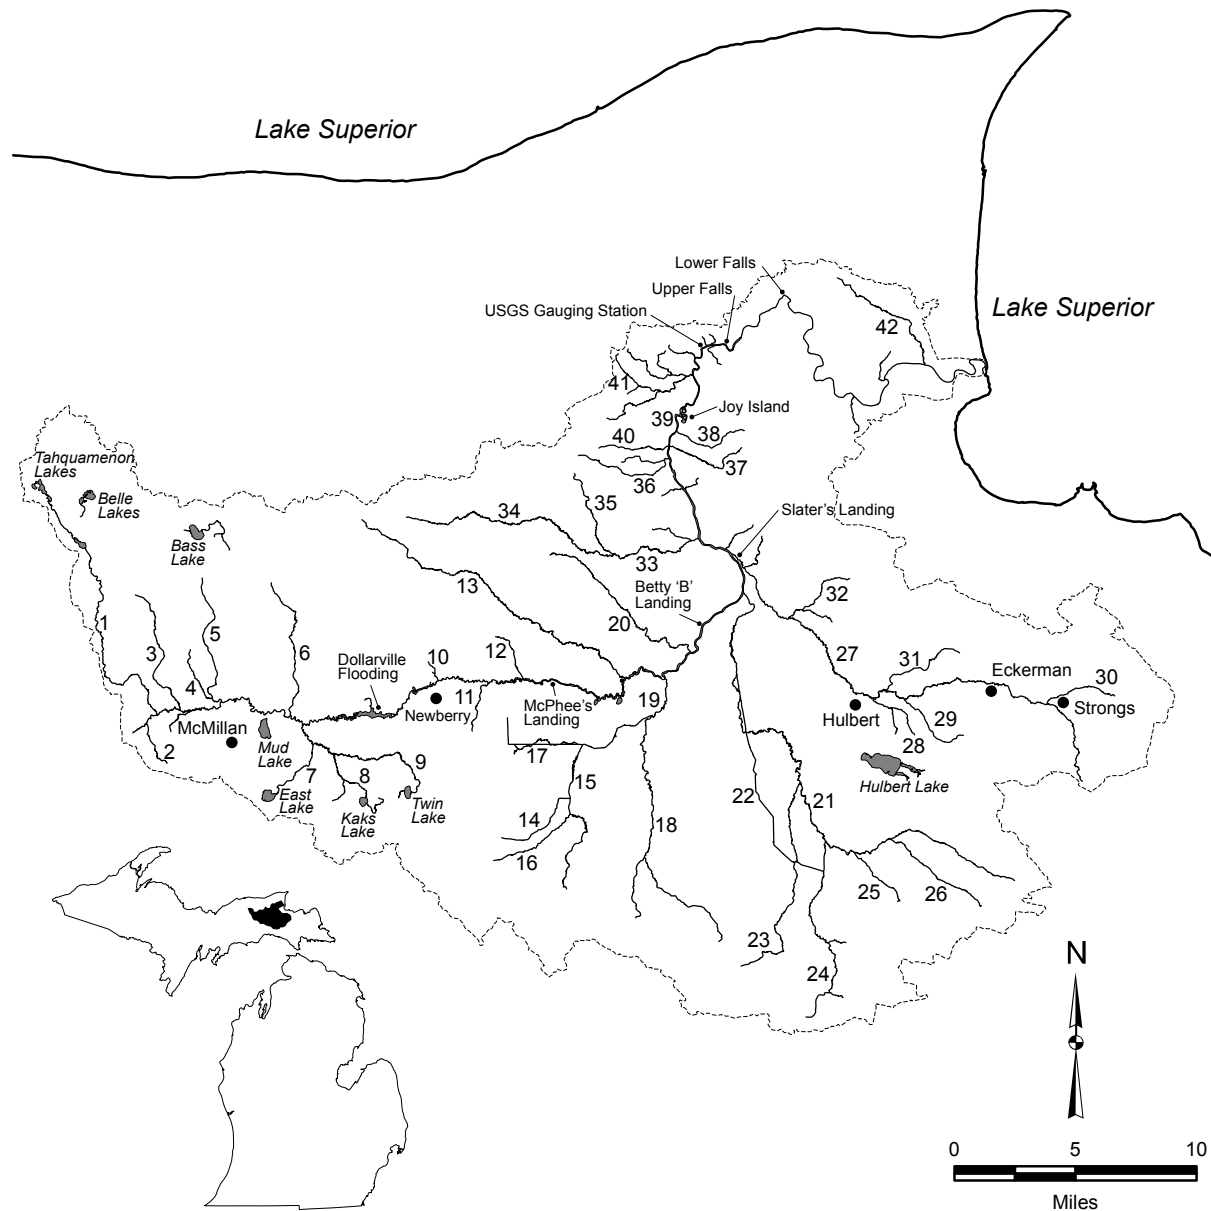 Lake Superior
Lower Falls
Upper Falls
USGS Gauging Station
Lake Superior
42
41
39
Joy Island
40
38
37
36
Tahquamenon
Lakes
Belle
Lakes
35
34
Slater's Landing
Bass
Lake
33
13
Betty 'B'
Landing
32
1
3
5
6
20
27
31
Dollarville
Flooding
10
12
Eckerman
30
4
11
McPhee's
Landing
19
Newberry
Hulbert
29
Strongs
McMillan
28
2
Mud
Lake
17
7
8
9
15
22
21
Hulbert Lake
East
Lake
Kaks
Lake
Twin
Lake
14
18
16
25
26
23
24
N
0
5
10
Miles